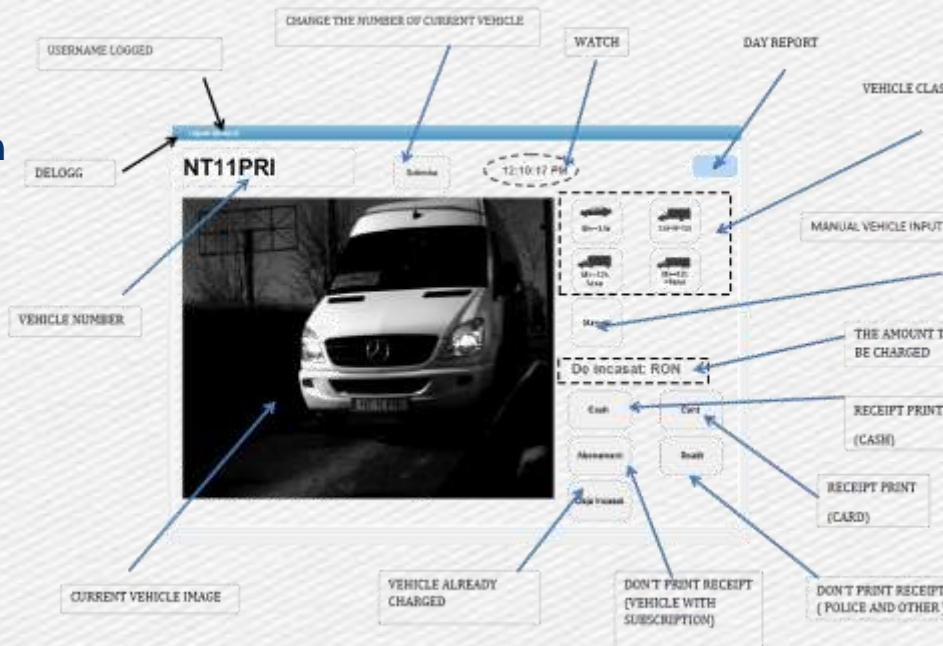 CHANGE THE NUMBER OF CURRENT VEHICLE
USERNAME LOGGED
WATCH
DAY REPORT
VEHICLE CLAS
n
DELOGG
NT11PRI
12:10:17 PM
MANUAL VEHICLE INPUT
VEHICLE NUMBER
THE AMOUNT T
BE CHARGED
De incasat: RON
Cash
Card
RECEIPT PRINT
(CASH)
Abonament
RECEIPT PRINT
(CARD)
Deja incasat
CURRENT VEHICLE IMAGE
VEHICLE ALREADY
CHARGED
DON'T PRINT RECEIPT
(VEHICLE WITH
SUBSCRIPTION)
DON'T PRINT RECEIPT
( POLICE AND OTHER)